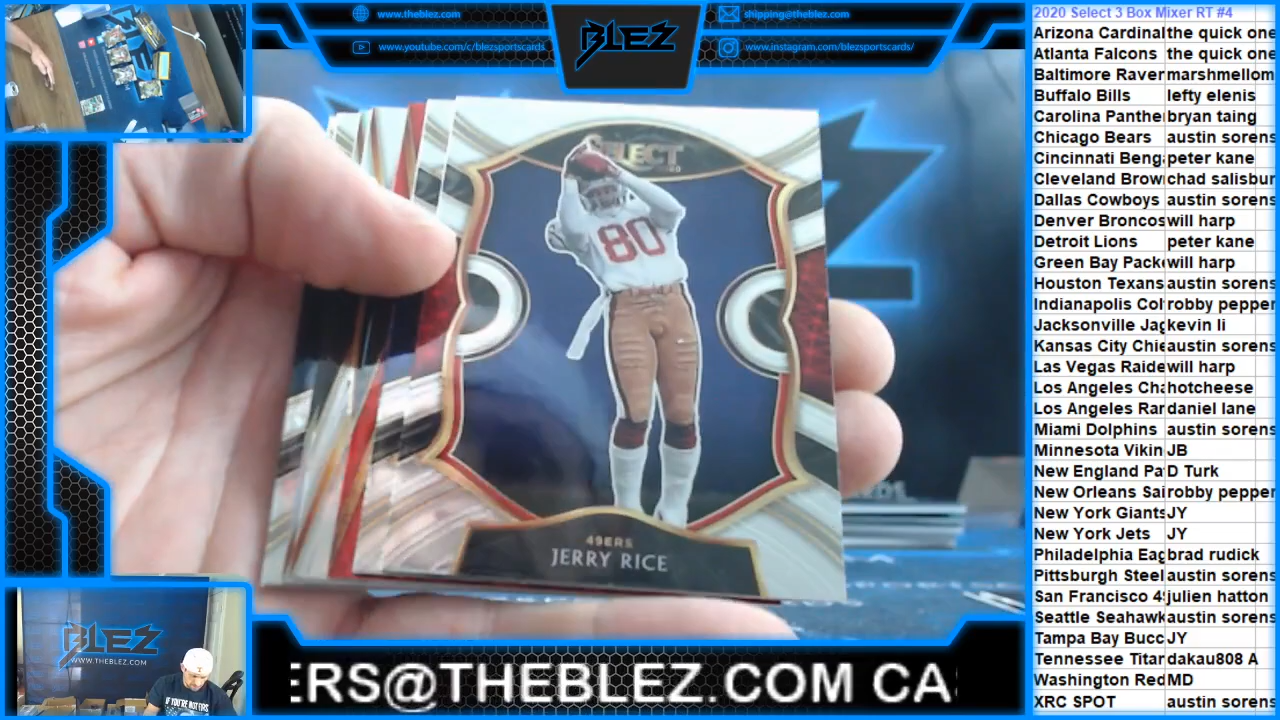 www.theblez.com
shipping@theblez.com
www.youtube.com/c/blezsportscards
www.instagram.com/blezsportscards/
BLEZ
SELECT
80
49ERS
JERRY RICE
BLEZ
WWW.THEBLEZ.COM
ERS@THEBLEZ.COM CA
2020 Select 3 Box Mixer RT #4
Arizona Cardinal the quick one
Atlanta Falcons the quick one
Baltimore Raver marshmellom
Buffalo Bills lefty elenis
Carolina Panthe bryan taing
Chicago Bears austin sorens
Cincinnati Beng peter kane
Cleveland Brow chad salisbur
Dallas Cowboys austin sorens
Denver Broncos will harp
Detroit Lions peter kane
Green Bay Pack will harp
Houston Texans austin sorens
Indianapolis Col robby pepper
Jacksonville Jag kevin li
Kansas City Chie austin sorens
Las Vegas Raide will harp
Los Angeles Cha hotcheese
Los Angeles Rar daniel lane
Miami Dolphins austin sorens
Minnesota Vikin JB
New England Pa D Turk
New Orleans Sai robby pepper
New York Giants JY
New York Jets JY
Philadelphia Eag brad rudick
Pittsburgh Steel austin sorens
San Francisco 4 julien hatton
Seattle Seahawk austin sorens
Tampa Bay Bucc JY
Tennessee Titar dakau808 A
Washington Red MD
XRC SPOT austin sorens